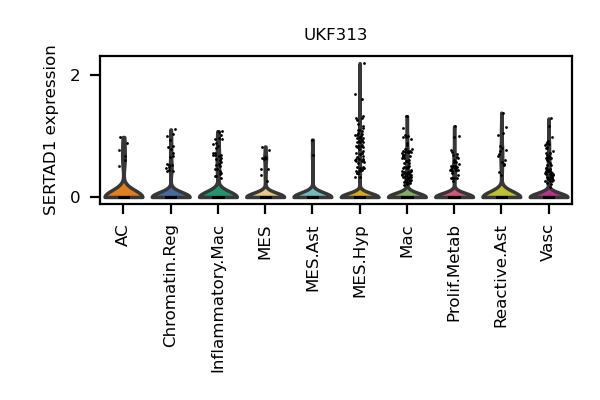 UKF313
SERTAD1 expression
2
0
AC
Chromatin.Reg
Inflammatory.Mac
MES
MES.Ast
MES.Hyp
Mac
Prolif.Metab
Reactive.Ast
Vasc